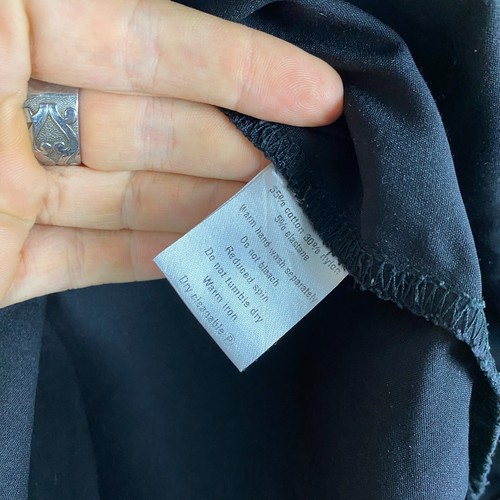 65% cotton 30% nylon
5% elastane
Warm hand wash separately
Do not bleach
Reduced spin
Do not tumble dry
Warm iron
Dry cleanable P